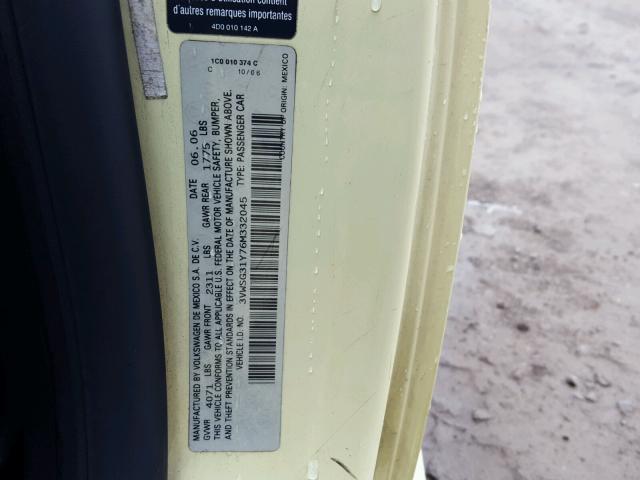 d'autres remarques importantes
4D0 010 142 A
1C0 010 374 C
C 10/06
MANUFACTURED BY VOLKSWAGEN DE MEXICO S.A. DE C.V. DATE 06.06
GVWR 4071 LBS GAWR FRONT 2311 LBS GAWR REAR 1775 LBS
THIS VEHICLE CONFORMS TO ALL APPLICABLE U.S. FEDERAL MOTOR VEHICLE SAFETY, BUMPER,
AND THEFT PREVENTION STANDARDS IN EFFECT ON THE DATE OF MANUFACTURE SHOWN ABOVE.
VEHICLE I.D. NO. 3VWSG31Y76M332045 TYPE: PASSENGER CAR
COUNTRY OF ORIGIN: MEXICO